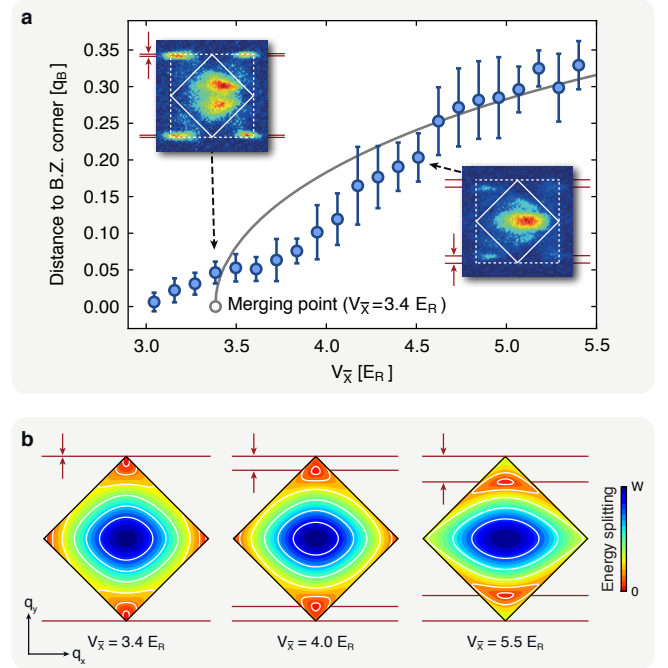 a
Distance to B.Z. corner [q_B]
0.35
0.30
0.25
0.20
0.15
0.10
0.05
0.00
Merging point (V_X̅=3.4 E_R)
3.0 3.5 4.0 4.5 5.0 5.5
V_X̅ [E_R]
b
W
Energy splitting
0
q_y
q_x
V_X̅ = 3.4 E_R
V_X̅ = 4.0 E_R
V_X̅ = 5.5 E_R